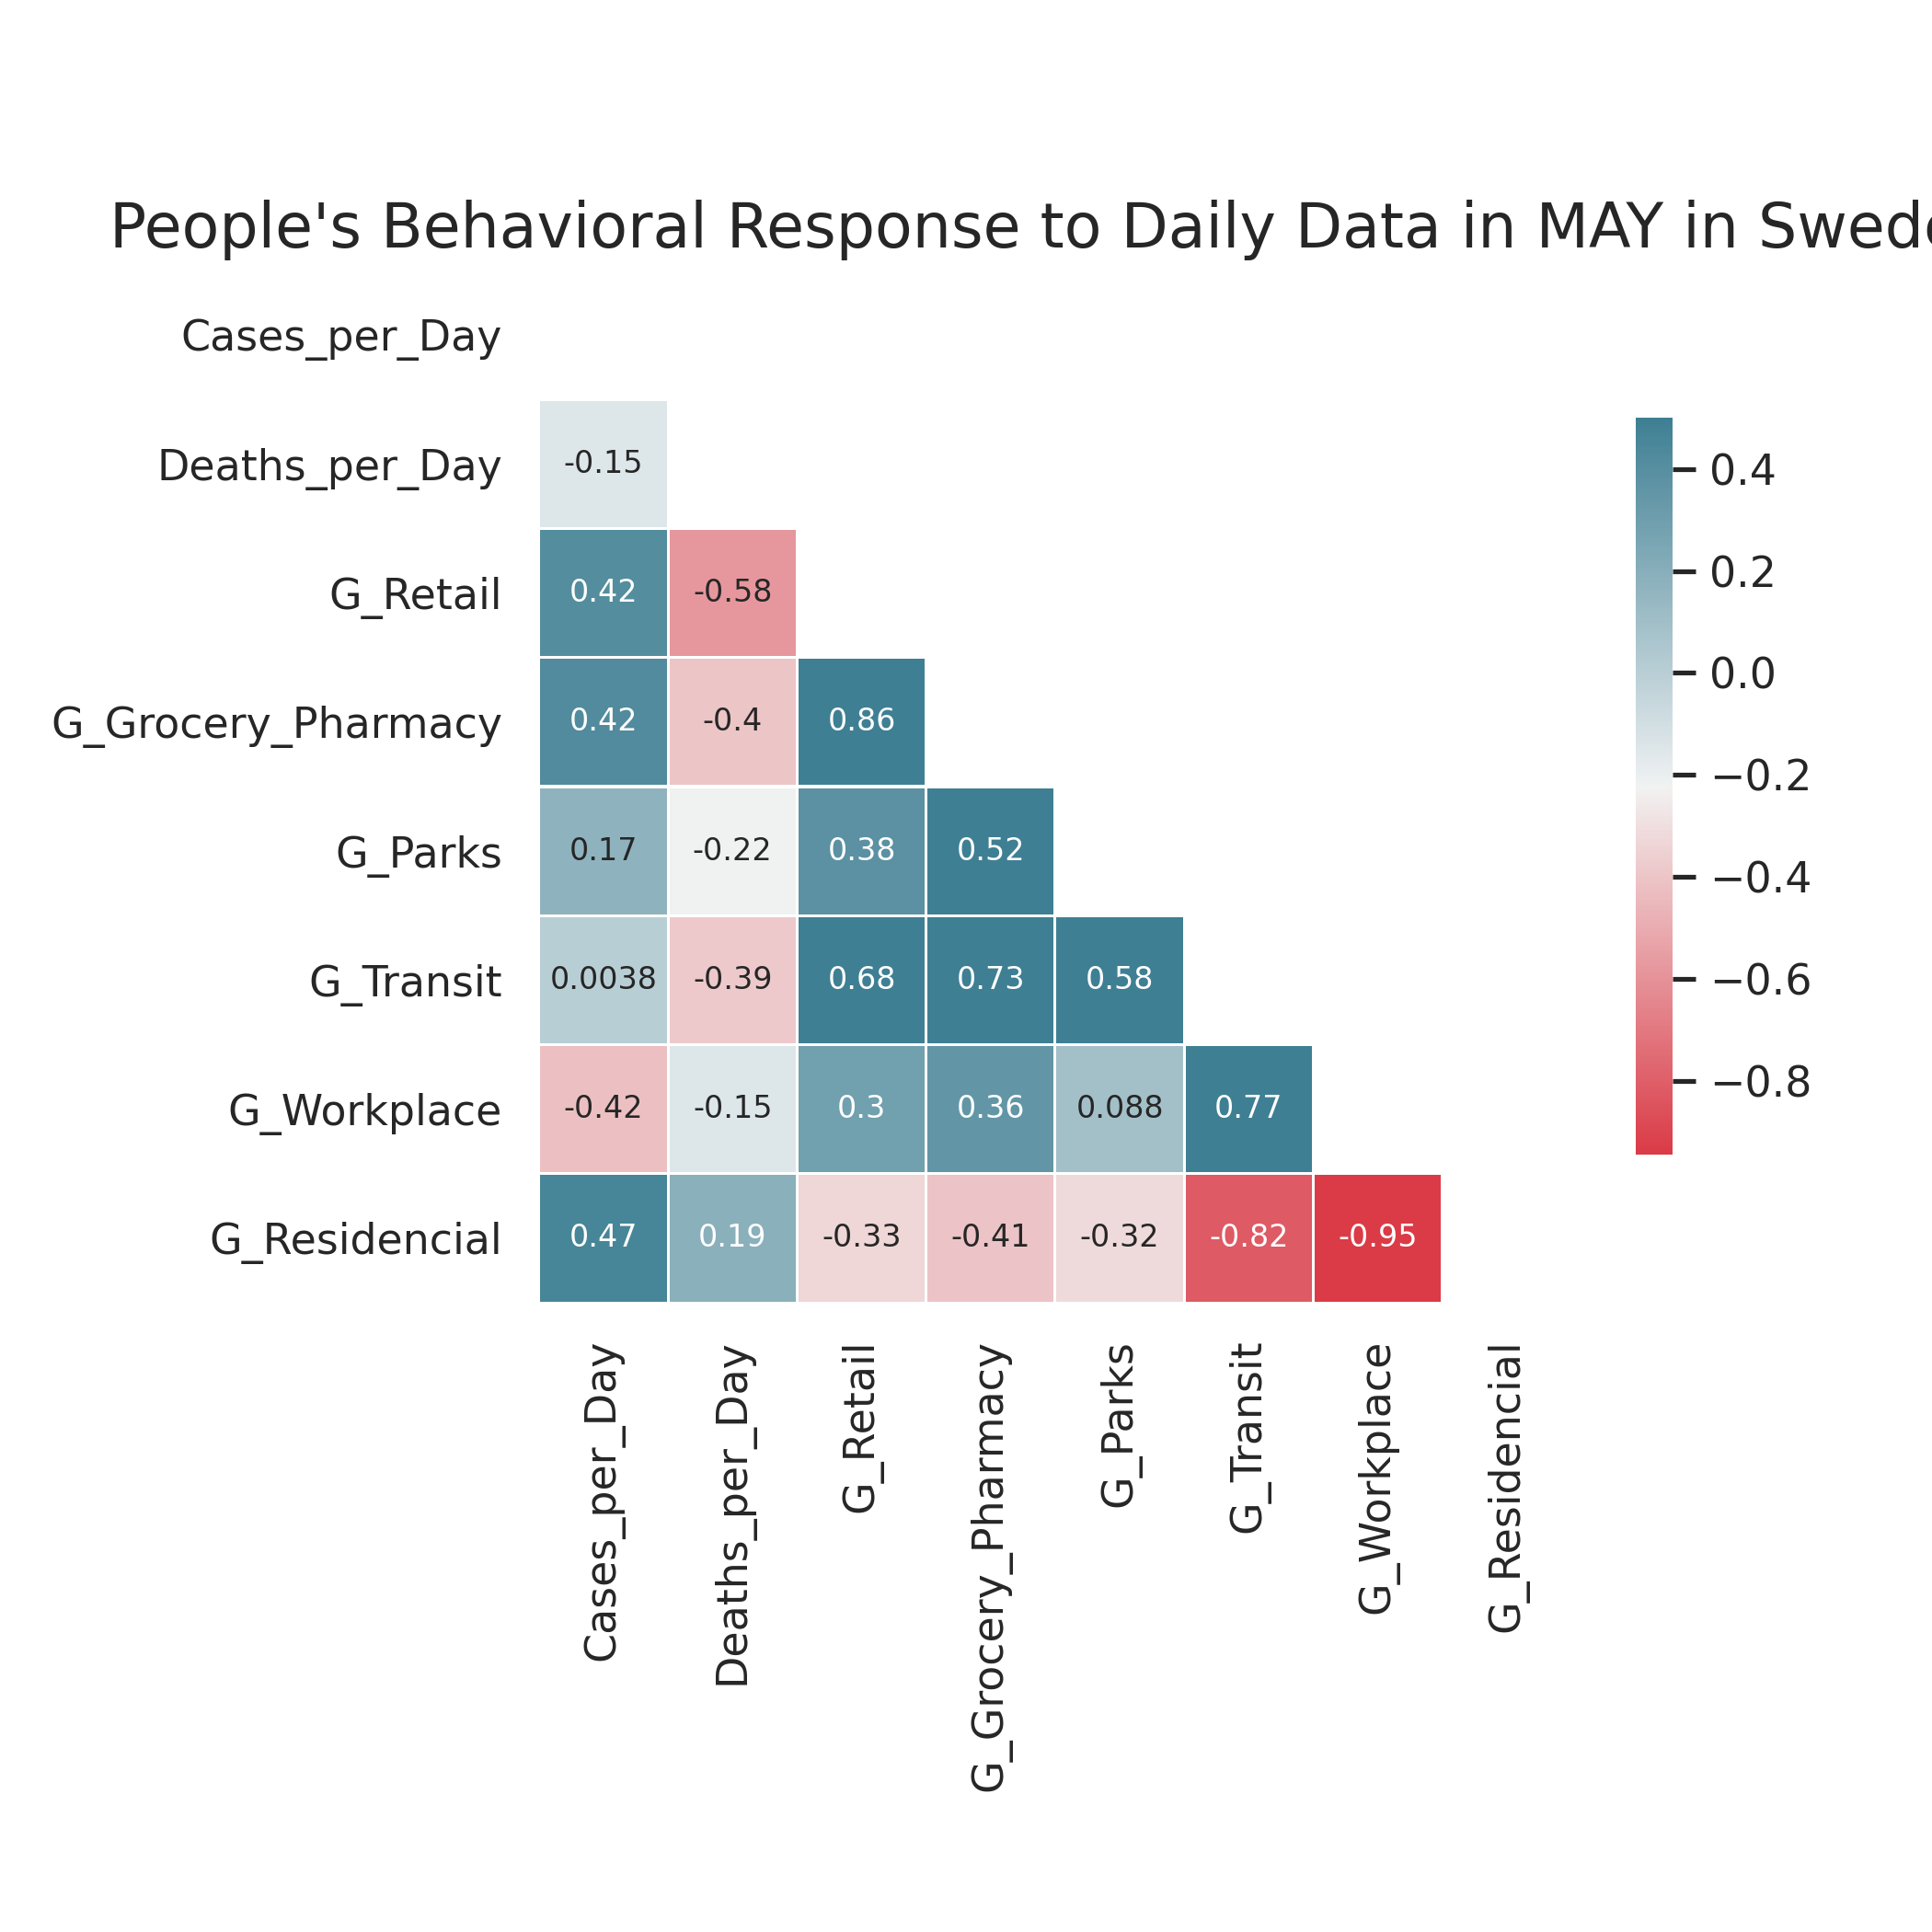 People's Behavioral Response to Daily Data in MAY in Swede
Cases_per_Day
Deaths_per_Day -0.15
G_Retail 0.42 -0.58
G_Grocery_Pharmacy 0.42 -0.4 0.86
G_Parks 0.17 -0.22 0.38 0.52
G_Transit 0.0038 -0.39 0.68 0.73 0.58
G_Workplace -0.42 -0.15 0.3 0.36 0.088 0.77
G_Residencial 0.47 0.19 -0.33 -0.41 -0.32 -0.82 -0.95
Cases_per_Day
Deaths_per_Day
G_Retail
G_Grocery_Pharmacy
G_Parks
G_Transit
G_Workplace
G_Residencial
0.4
0.2
0.0
−0.2
−0.4
−0.6
−0.8